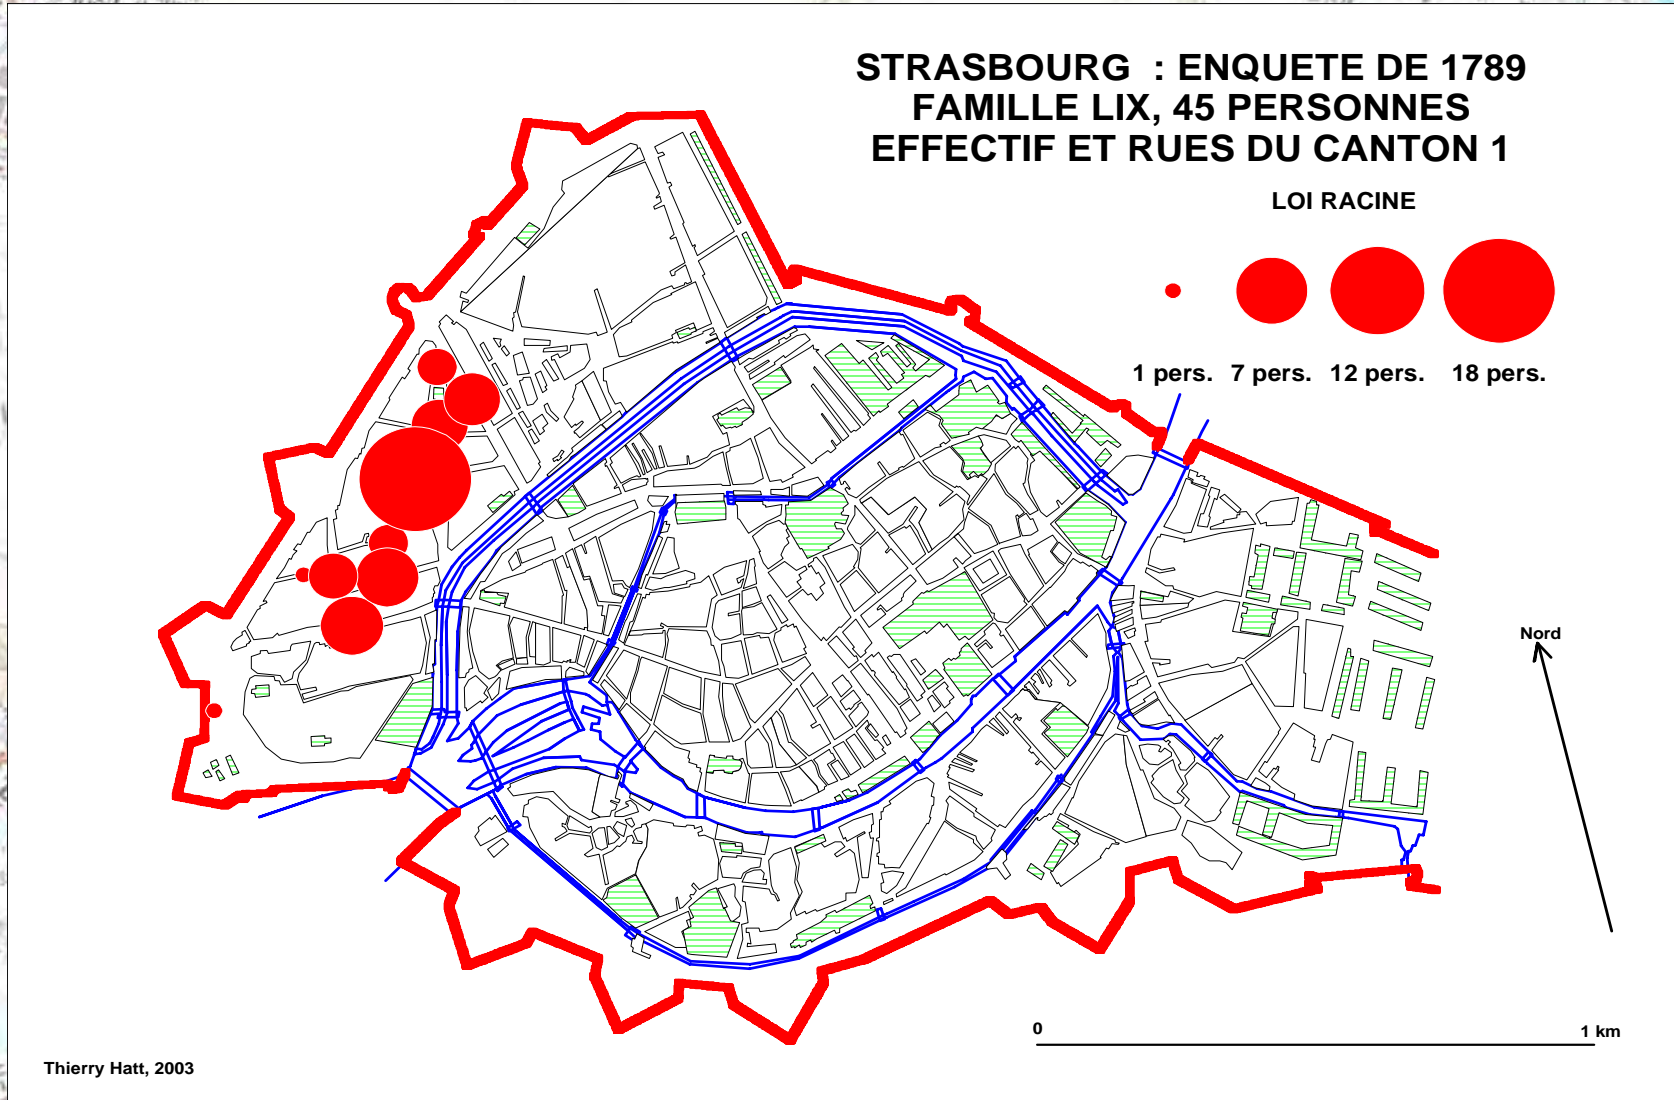 STRASBOURG : ENQUETE DE 1789
FAMILLE LIX, 45 PERSONNES
EFFECTIF ET RUES DU CANTON 1
LOI RACINE
1 pers. 7 pers. 12 pers. 18 pers.
Nord
0 1 km
Thierry Hatt, 2003